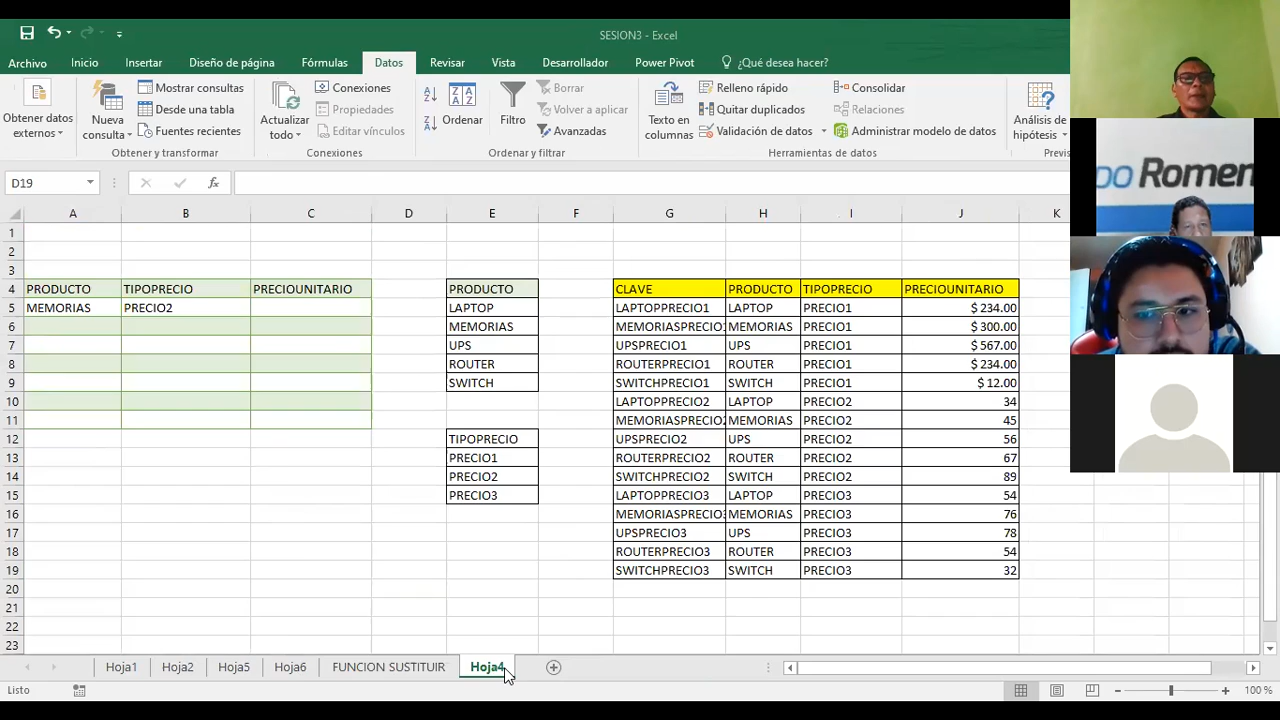 SESION3 - Excel
Archivo Inicio Insertar Diseño de página Fórmulas Datos Revisar Vista Desarrollador Power Pivot ¿Qué desea hacer?
Obtener datos externos
Nueva consulta
Mostrar consultas
Desde una tabla
Fuentes recientes
Obtener y transformar
Actualizar todo
Conexiones
Propiedades
Editar vínculos
Conexiones
Ordenar
Filtro
Borrar
Volver a aplicar
Avanzadas
Ordenar y filtrar
Texto en columnas
Relleno rápido
Quitar duplicados
Validación de datos
Consolidar
Relaciones
Administrar modelo de datos
Herramientas de datos
Análisis de hipótesis
Previs
Romen
D19
fx
A B C D E F G H I J K
1
2
3
4 PRODUCTO TIPOPRECIO PRECIOUNITARIO PRODUCTO CLAVE PRODUCTO TIPOPRECIO PRECIOUNITARIO
5 MEMORIAS PRECIO2 LAPTOP LAPTOPPRECIO1 LAPTOP PRECIO1 $ 234.00
6 MEMORIAS MEMORIASPRECIO1 MEMORIAS PRECIO1 $ 300.00
7 UPS UPSPRECIO1 UPS PRECIO1 $ 567.00
8 ROUTER ROUTERPRECIO1 ROUTER PRECIO1 $ 234.00
9 SWITCH SWITCHPRECIO1 SWITCH PRECIO1 $ 12.00
10 LAPTOPPRECIO2 LAPTOP PRECIO2 34
11 MEMORIASPRECIO2 MEMORIAS PRECIO2 45
12 TIPOPRECIO UPSPRECIO2 UPS PRECIO2 56
13 PRECIO1 ROUTERPRECIO2 ROUTER PRECIO2 67
14 PRECIO2 SWITCHPRECIO2 SWITCH PRECIO2 89
15 PRECIO3 LAPTOPPRECIO3 LAPTOP PRECIO3 54
16 MEMORIASPRECIO3 MEMORIAS PRECIO3 76
17 UPSPRECIO3 UPS PRECIO3 78
18 ROUTERPRECIO3 ROUTER PRECIO3 54
19 SWITCHPRECIO3 SWITCH PRECIO3 32
20
21
22
23
Hoja1 Hoja2 Hoja5 Hoja6 FUNCION SUSTITUIR Hoja4
Listo
100 %